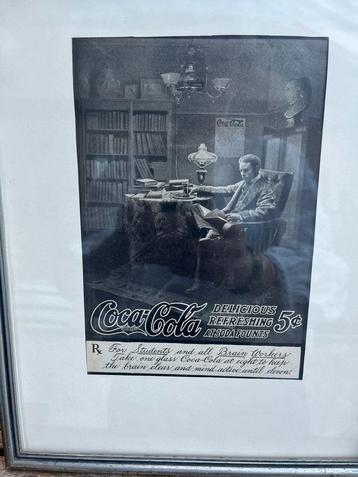 Coca-Cola
Coca-Cola
DELICIOUS
REFRESHING
AT SODA FOUNTS
5¢
℞ For Students and all Brain Workers
Take one glass Coca-Cola at eight to keep
the brain clear and mind active until eleven.